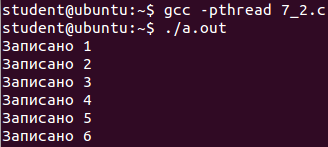 student@ubuntu:~$ gcc -pthread 7_2.c
student@ubuntu:~$ ./a.out
Записано 1
Записано 2
Записано 3
Записано 4
Записано 5
Записано 6